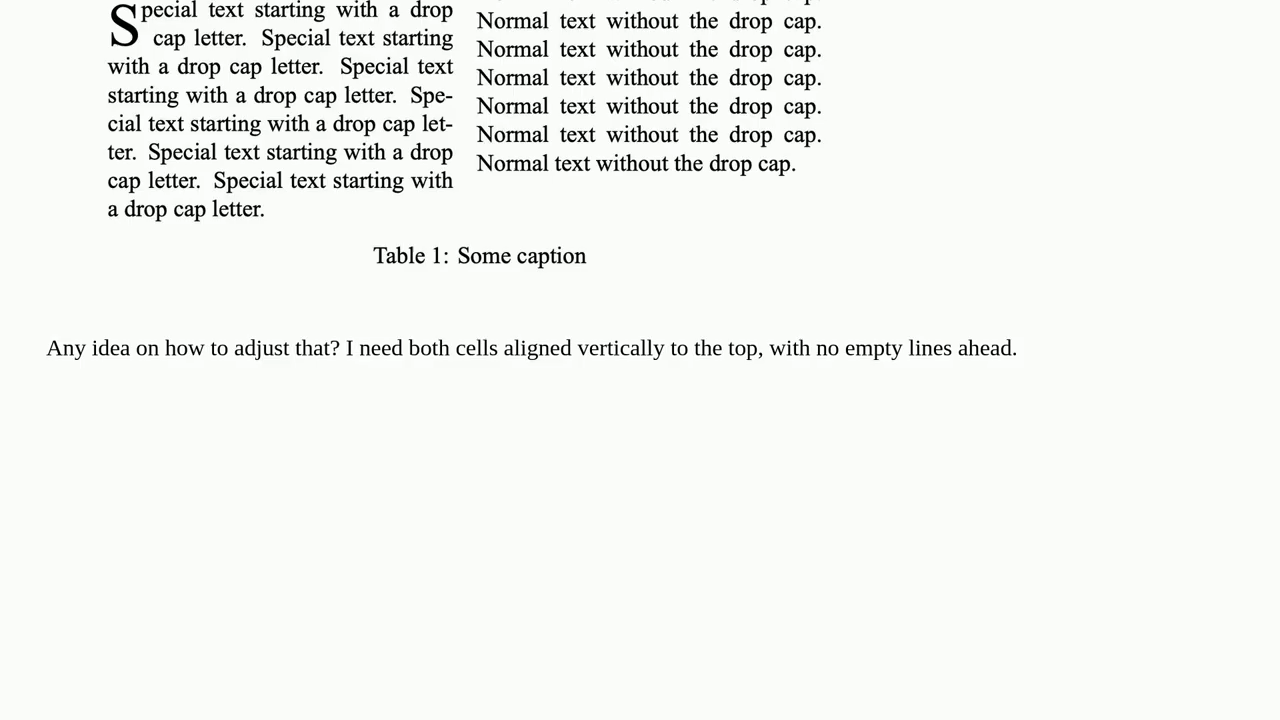 Special text starting with a drop
cap letter. Special text starting
with a drop cap letter. Special text
starting with a drop cap letter. Spe-
cial text starting with a drop cap let-
ter. Special text starting with a drop
cap letter. Special text starting with
a drop cap letter.
Normal text without the drop cap.
Normal text without the drop cap.
Normal text without the drop cap.
Normal text without the drop cap.
Normal text without the drop cap.
Normal text without the drop cap.
Table 1: Some caption
Any idea on how to adjust that? I need both cells aligned vertically to the top, with no empty lines ahead.